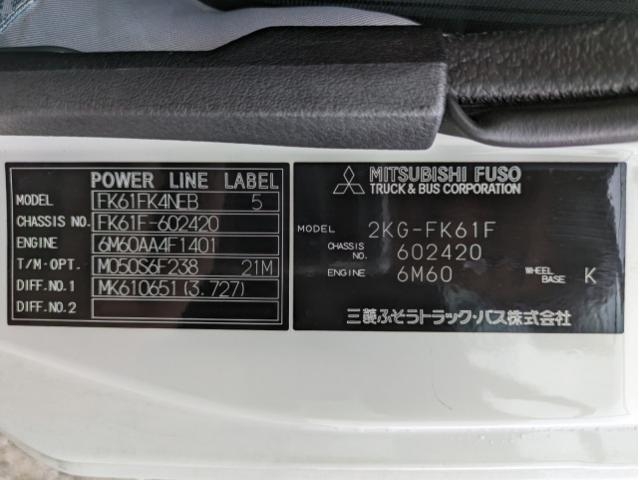 POWER LINE LABEL
MODEL FK61FK4NEB 5
CHASSIS NO. FK61F-602420
ENGINE 6M60AA4F1401
T/M-OPT. M050S6F238 21M
DIFF.NO.1 MK610651 (3.727)
DIFF.NO.2
MITSUBISHI FUSO
TRUCK & BUS CORPORATION
MODEL 2KG-FK61F
CHASSIS NO. 602420
ENGINE 6M60 WHEEL BASE K
三菱ふそうトラック・バス株式会社